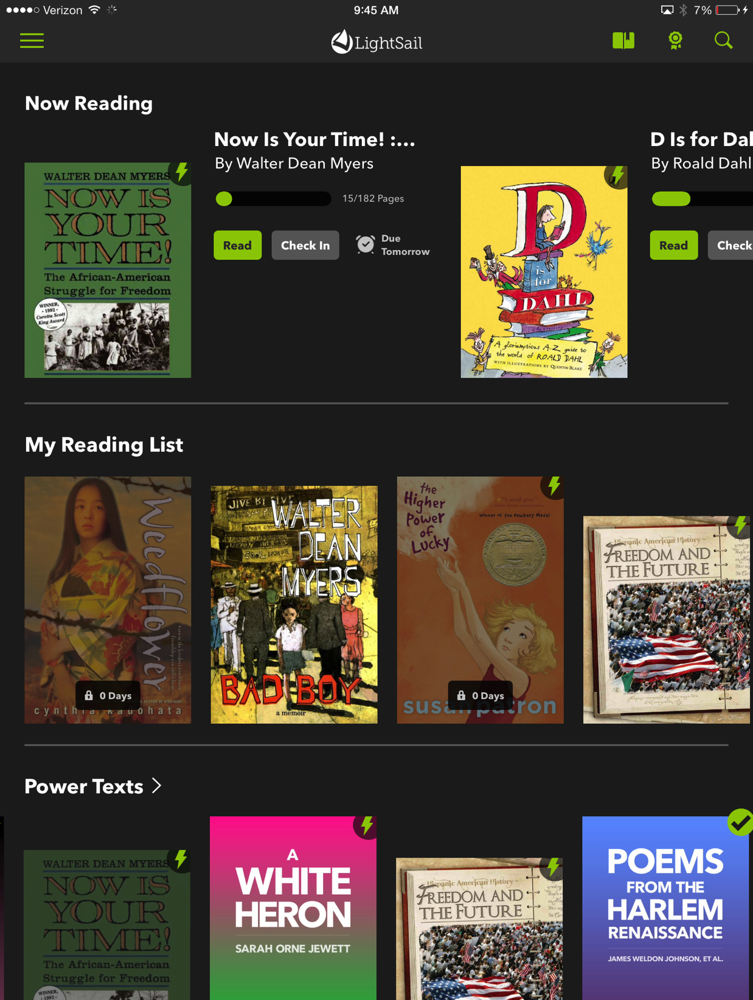 Verizon
9:45 AM
7%
LightSail
Now Reading
WALTER DEAN MYERS
NOW IS
YOUR
TIME!
The African-American
Struggle for Freedom
WINNER,
• 1992 •
Coretta Scott
King Award
Now Is Your Time! :...
By Walter Dean Myers
15/182 Pages
Read
Check In
Due
Tomorrow
D
is
for
DAHL
A gloriumptious A-Z guide to
the world of ROALD DAHL
WITH ILLUSTRATIONS BY QUENTIN BLAKE
D Is for Dahl
By Roald Dahl
Read
Check
My Reading List
Weedflower
0 Days
cynthia kadohata
JIVE BY FIVE
WALTER
DEAN
MYERS
BAD BOY
a memoir
the
Higher
Power
of
Lucky
"A small gem."
Winner of the Newbery Medal
0 Days
susan patron
Hispanic American History
FREEDOM AND
THE FUTURE
Power Texts >
WALTER DEAN MYERS
NOW IS
YOUR
TIME!
The African-American
Struggle for Freedom
WINNER,
• 1992 •
A
WHITE
HERON
SARAH ORNE JEWETT
Hispanic American History
FREEDOM AND
THE FUTURE
POEMS
FROM THE
HARLEM
RENAISSANCE
JAMES WELDON JOHNSON, ET AL.